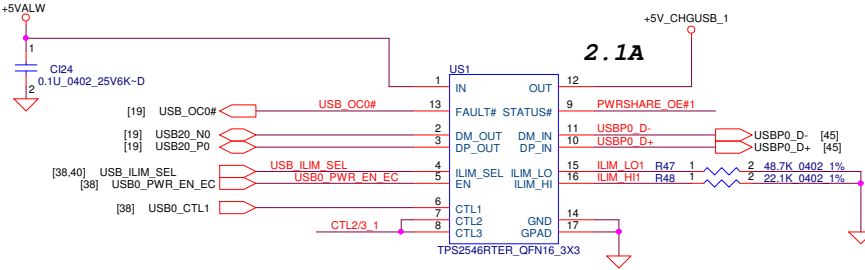 +5VALW
+5V_CHGUSB_1
2.1A
1
CI24
0.1U_0402_25V6K~D
2
US1
1 IN OUT 12
[19] USB_OC0# USB_OC0# 13 FAULT# STATUS# 9 PWRSHARE_OE#1
[19] USB20_N0 2 DM_OUT DM_IN 11 USBP0_D- USBP0_D- [45]
[19] USB20_P0 3 DP_OUT DP_IN 10 USBP0_D+ USBP0_D+ [45]
[38,40] USB_ILIM_SEL USB_ILIM_SEL 4 ILIM_SEL ILIM_LO 15 ILIM_LO1 R47 1 2 48.7K_0402_1%
[38] USB0_PWR_EN_EC USB0_PWR_EN_EC 5 EN ILIM_HI 16 ILIM_HI1 R48 1 2 22.1K_0402_1%
[38] USB0_CTL1 6 CTL1
7 CTL2 GND 14
CTL2/3_1 8 CTL3 GPAD 17
TPS2546RTER_QFN16_3X3